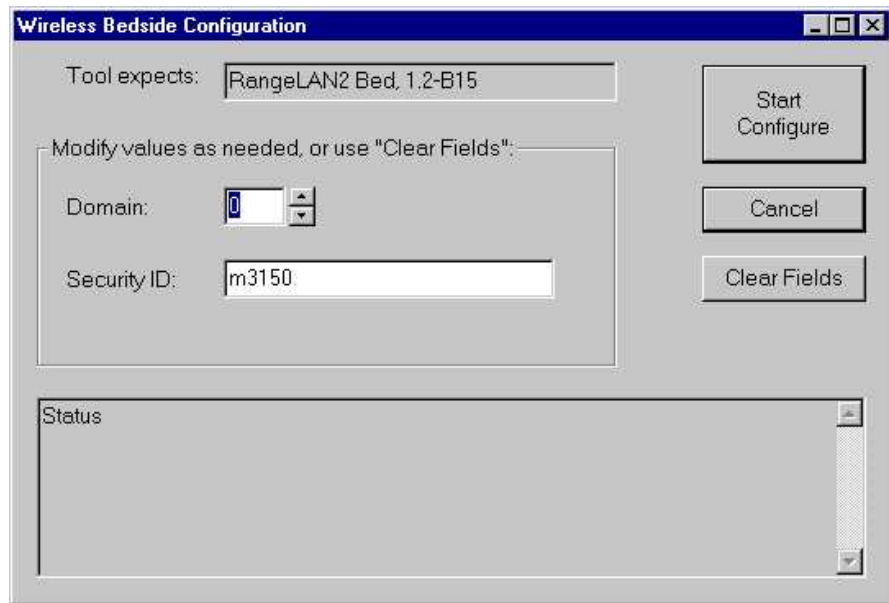 Wireless Bedside Configuration
Tool expects: RangeLAN2 Bed, 1.2-B15
Start
Configure
Modify values as needed, or use "Clear Fields":
Domain: 0
Cancel
Security ID: m3150
Clear Fields
Status